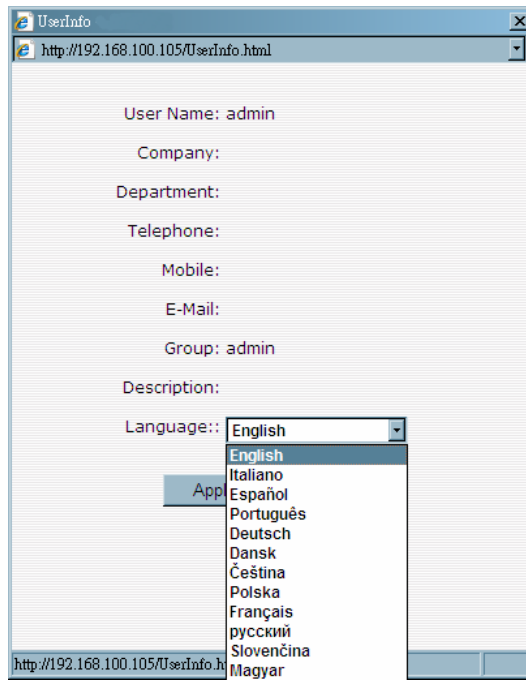 UserInfo
http://192.168.100.105/UserInfo.html
User Name: admin
Company:
Department:
Telephone:
Mobile:
E-Mail:
Group: admin
Description:
Language:: English
English
Italiano
Español
Português
Deutsch
Dansk
Čeština
Polska
Français
русский
Slovenčina
Magyar
http://192.168.100.105/UserInfo.h